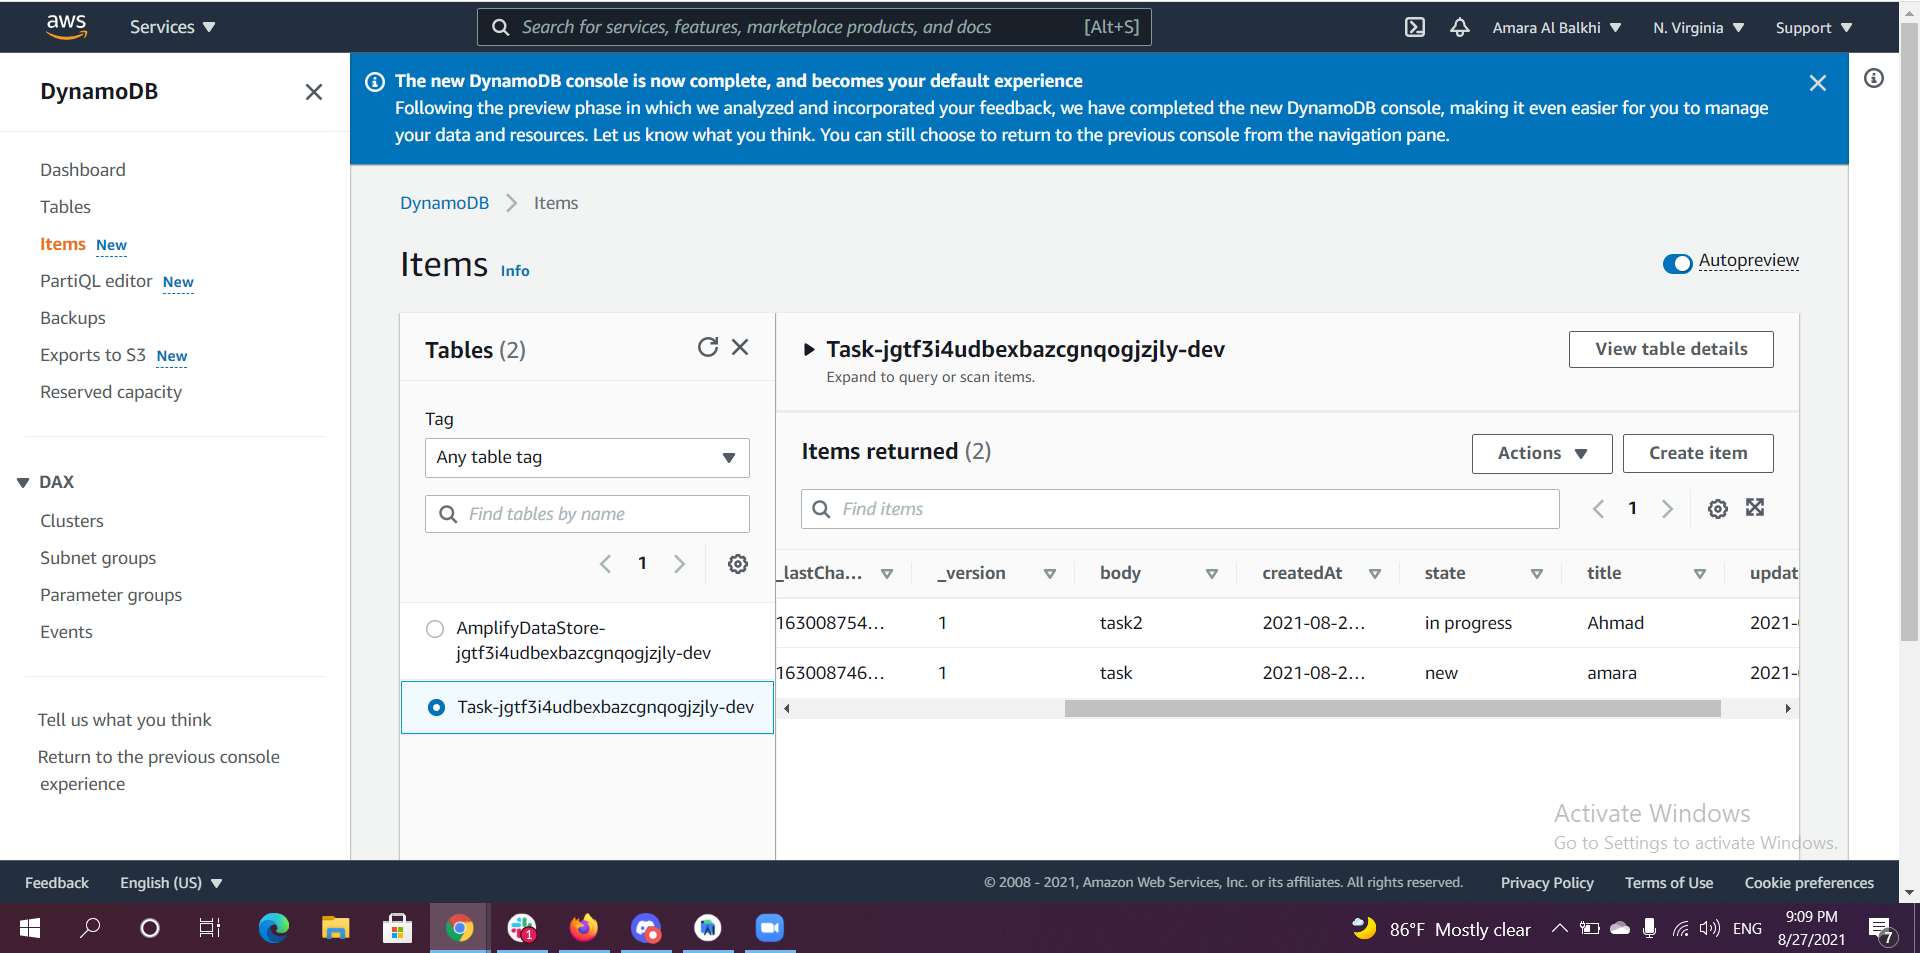 aws
Services
Search for services, features, marketplace products, and docs
[Alt+S]
Amara Al Balkhi
N. Virginia
Support
DynamoDB
Dashboard
Tables
Items New
PartiQL editor New
Backups
Exports to S3 New
Reserved capacity
DAX
Clusters
Subnet groups
Parameter groups
Events
Tell us what you think
Return to the previous console
experience
The new DynamoDB console is now complete, and becomes your default experience
Following the preview phase in which we analyzed and incorporated your feedback, we have completed the new DynamoDB console, making it even easier for you to manage
your data and resources. Let us know what you think. You can still choose to return to the previous console from the navigation pane.
DynamoDB
Items
Items Info
Autopreview
Tables (2)
Tag
Any table tag
Find tables by name
1
AmplifyDataStore-
jgtf3i4udbexbazcgnqogjzjly-dev
Task-jgtf3i4udbexbazcgnqogjzjly-dev
Task-jgtf3i4udbexbazcgnqogjzjly-dev
Expand to query or scan items.
View table details
Items returned (2)
Actions
Create item
Find items
1
_lastCha... _version body createdAt state title updat
163008754... 1 task2 2021-08-2... in progress Ahmad 2021-
163008746... 1 task 2021-08-2... new amara 2021-
Activate Windows
Go to Settings to activate Windows.
Feedback
English (US)
© 2008 - 2021, Amazon Web Services, Inc. or its affiliates. All rights reserved.
Privacy Policy
Terms of Use
Cookie preferences
1
86°F Mostly clear
ENG
9:09 PM
8/27/2021
7